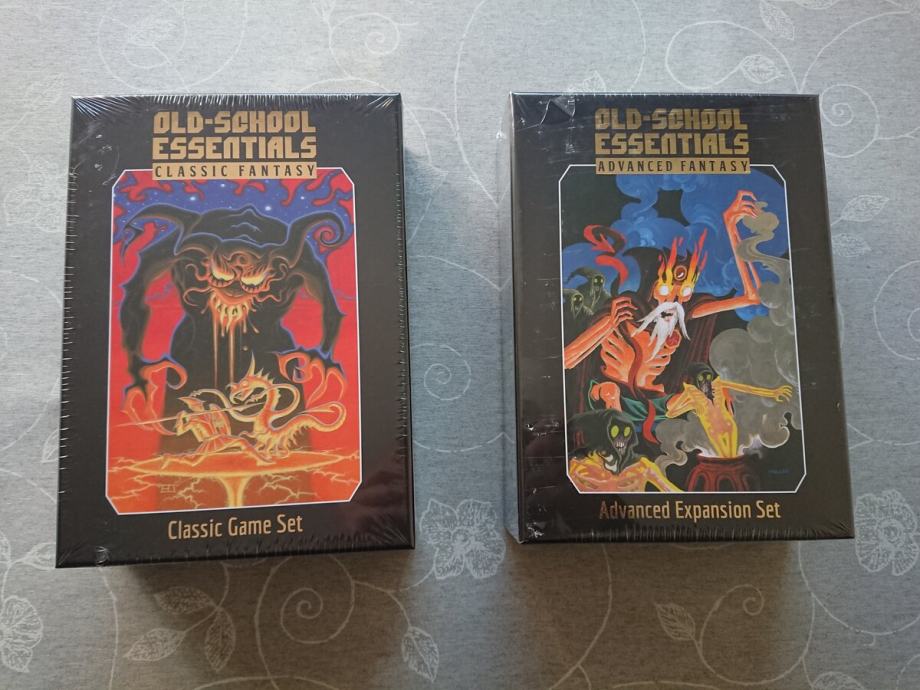 OLD-SCHOOL
ESSENTIALS
CLASSIC FANTASY
Classic Game Set
OLD-SCHOOL
ESSENTIALS
ADVANCED FANTASY
Advanced Expansion Set